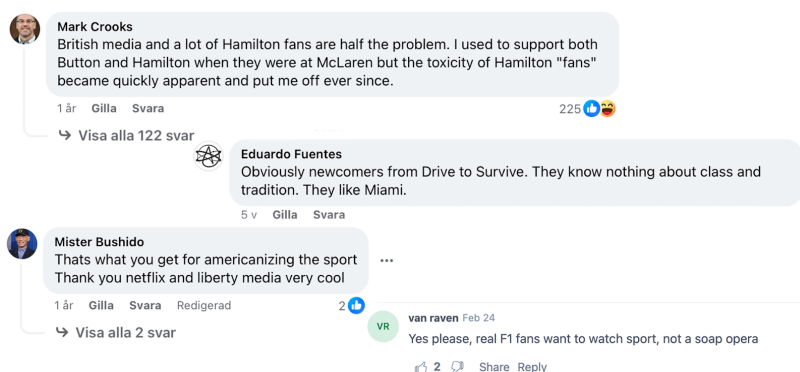 Mark Crooks
British media and a lot of Hamilton fans are half the problem. I used to support both
Button and Hamilton when they were at McLaren but the toxicity of Hamilton "fans"
became quickly apparent and put me off ever since.
1 år Gilla Svara 225
Visa alla 122 svar
Eduardo Fuentes
Obviously newcomers from Drive to Survive. They know nothing about class and
tradition. They like Miami.
5 v Gilla Svara
Mister Bushido
Thats what you get for americanizing the sport
Thank you netflix and liberty media very cool
1 år Gilla Svara Redigerad 2
Visa alla 2 svar
VR
van raven Feb 24
Yes please, real F1 fans want to watch sport, not a soap opera
2 Share Reply